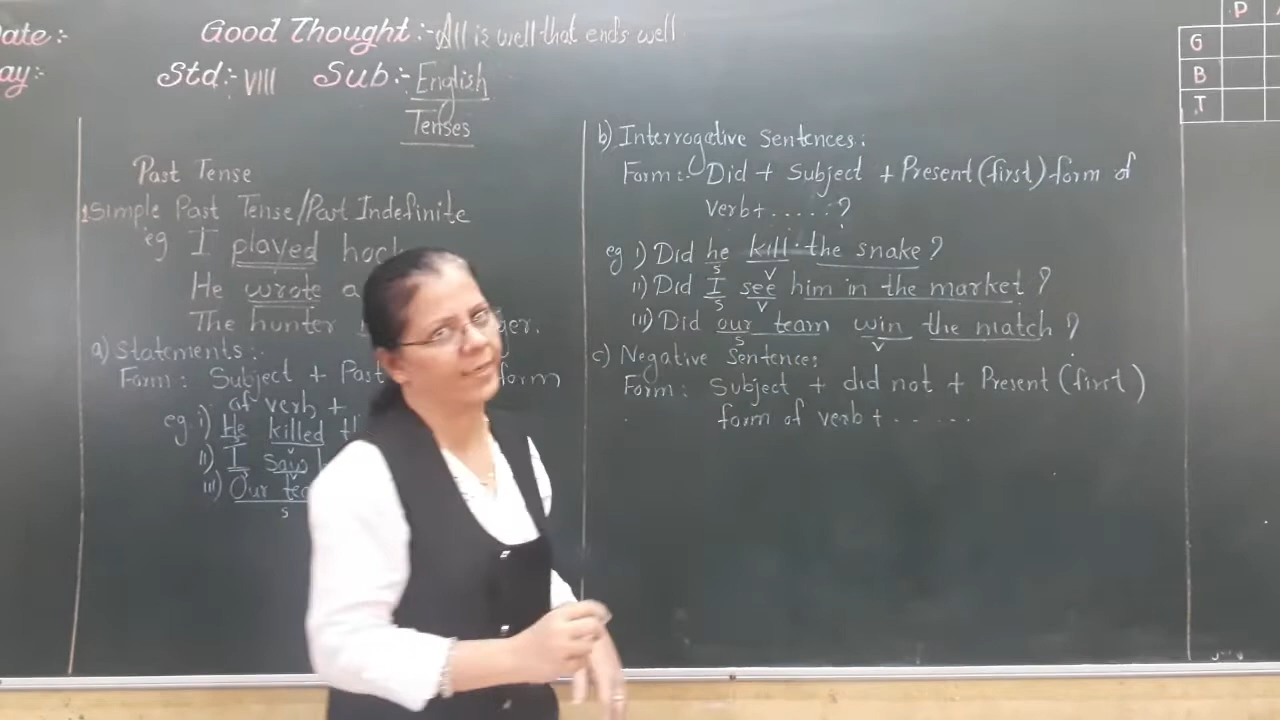 ate:-
Good Thought:- All is well that ends well
ay:-
Std:- VIII Sub:- English
Tenses
P
G
B
T
Past Tense
1 Simple Past Tense/Past Indefinite
eg I played
He wrote a
The hunter
a) Statements:-
Form: Subject + Past form
of verb +
eg i) He killed
v
ii) I saw
v
iii) Our
s
b) Interrogative Sentences:
Form:- Did + Subject + Present (first) form of
verb + ..... ?
eg i) Did he kill the snake?
s v
ii) Did I see him in the market?
s v
iii) Did our team win the match?
s v
c) Negative Sentences
Form: Subject + did not + Present (first)
form of verb + ......